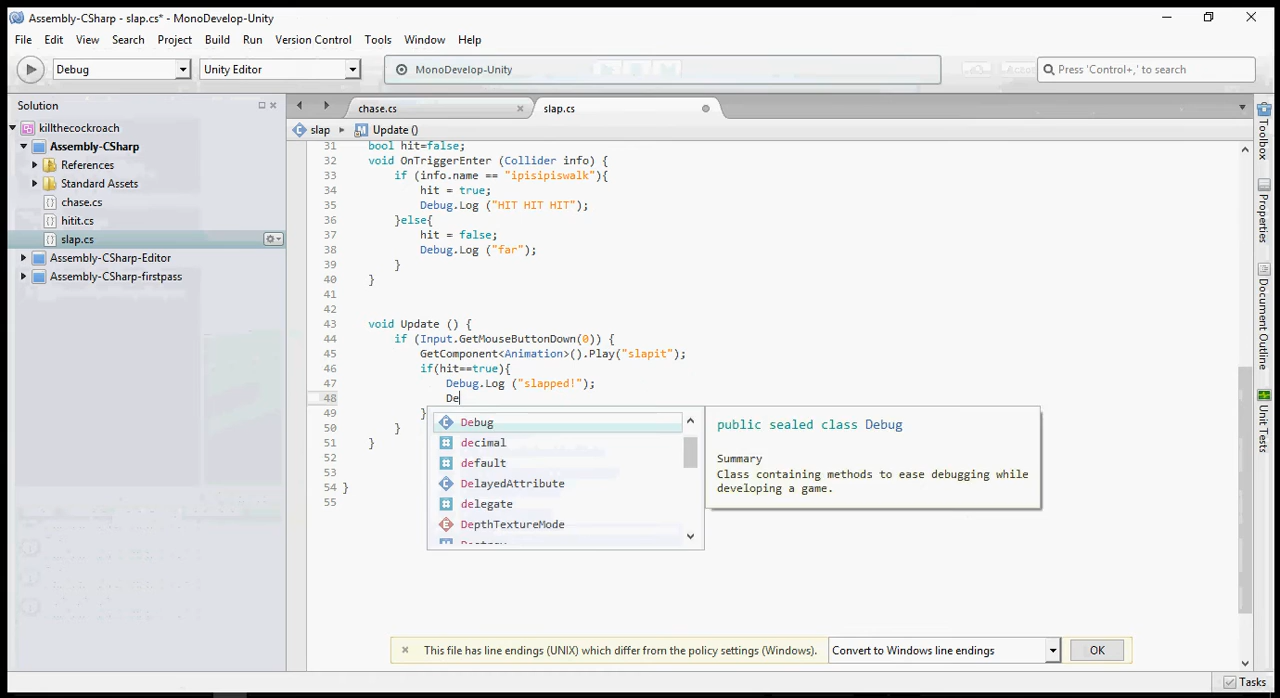 Assembly-CSharp - slap.cs* - MonoDevelop-Unity
File Edit View Search Project Build Run Version Control Tools Window Help
Debug Unity Editor MonoDevelop-Unity Press 'Control+,' to search
Solution chase.cs slap.cs
killthecockroach slap Update ()
Assembly-CSharp
References
Standard Assets
chase.cs
hitit.cs
slap.cs
Assembly-CSharp-Editor
Assembly-CSharp-firstpass
31 bool hit=false;
32 void OnTriggerEnter (Collider info) {
33 if (info.name == "ipisipiswalk"){
34 hit = true;
35 Debug.Log ("HIT HIT HIT");
36 }else{
37 hit = false;
38 Debug.Log ("far");
39 }
40 }
41
42
43 void Update () {
44 if (Input.GetMouseButtonDown(0)) {
45 GetComponent<Animation>().Play("slapit");
46 if(hit==true){
47 Debug.Log ("slapped!");
48 De
49 }
50 }
51 }
52
53
54 }
55
Debug
decimal
default
DelayedAttribute
delegate
DepthTextureMode
public sealed class Debug
Summary
Class containing methods to ease debugging while
developing a game.
Toolbox
Properties
Document Outline
Unit Tests
This file has line endings (UNIX) which differ from the policy settings (Windows). Convert to Windows line endings OK
Tasks